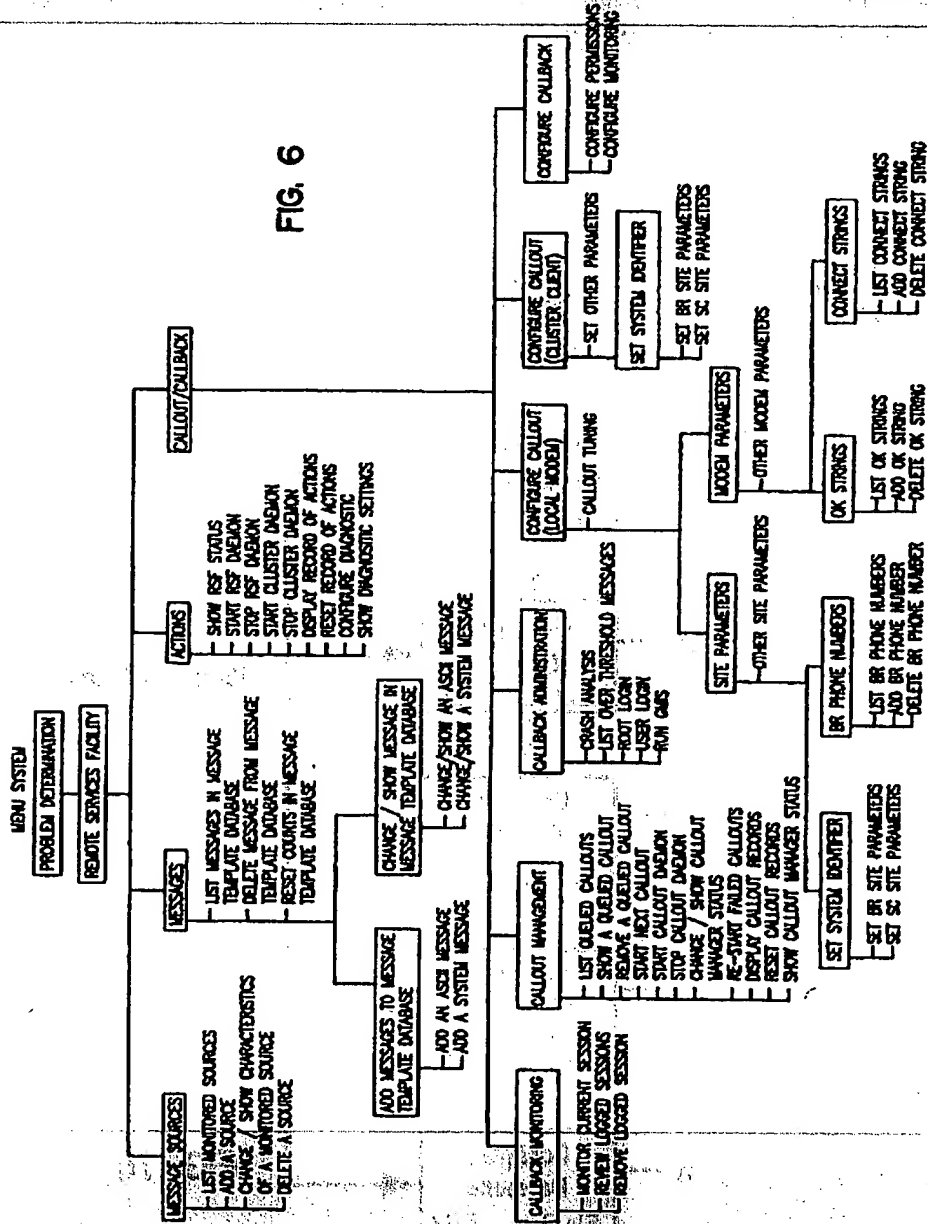 MENU SYSTEM
PROBLEM DETERMINATION
REMOTE SERVICES FACILITY
MESSAGE SOURCES
LIST MONITORED SOURCES
ADD A SOURCE
CHANGE / SHOW CHARACTERISTICS
OF A MONITORED SOURCE
DELETE A SOURCE
MESSAGES
LIST MESSAGES IN MESSAGE
TEMPLATE DATABASE
DELETE MESSAGE FROM MESSAGE
TEMPLATE DATABASE
RESET COUNTS IN MESSAGE
TEMPLATE DATABASE
ADD MESSAGES TO MESSAGE
TEMPLATE DATABASE
ADD AN ASCII MESSAGE
ADD A SYSTEM MESSAGE
CHANGE / SHOW MESSAGE IN
MESSAGE TEMPLATE DATABASE
CHANGE/SHOW AN ASCII MESSAGE
CHANGE/SHOW A SYSTEM MESSAGE
ACTIONS
SHOW RSF STATUS
START RSF DAEMON
STOP RSF DAEMON
START CLUSTER DAEMON
STOP CLUSTER DAEMON
DISPLAY RECORD OF ACTIONS
RESET RECORD OF ACTIONS
CONFIGURE DIAGNOSTIC
SHOW DIAGNOSTIC SETTINGS
CALLOUT/CALLBACK
FIG. 6
CALLBACK MONITORING
MONITOR CURRENT SESSION
REVIEW LOGGED SESSIONS
REMOVE LOGGED SESSION
CALLOUT MANAGEMENT
LIST QUEUED CALLOUTS
SHOW A QUEUED CALLOUT
REMOVE A QUEUED CALLOUT
START NEXT CALLOUT
START CALLOUT DAEMON
STOP CALLOUT DAEMON
CHANGE / SHOW CALLOUT
MANAGER STATUS
RE-START FAILED CALLOUTS
DISPLAY CALLOUT RECORDS
RESET CALLOUT RECORDS
SHOW CALLOUT MANAGER STATUS
CALLBACK ADMINISTRATION
CRASH ANALYSIS
LIST OVER THRESHOLD MESSAGES
ROOT LOGIN
USER LOGIN
RUN
CONFIGURE CALLOUT
(LOCAL MODEM)
CALLOUT TUNING
CONFIGURE CALLOUT
(CLUSTER CLIENT)
SET OTHER PARAMETERS
SET SYSTEM IDENTIFIER
SET BR SITE PARAMETERS
SET SC SITE PARAMETERS
CONFIGURE CALLBACK
CONFIGURE PERMISSIONS
CONFIGURE MONITORING
SITE PARAMETERS
OTHER SITE PARAMETERS
MODEM PARAMETERS
OTHER MODEM PARAMETERS
SET SYSTEM IDENTIFIER
SET BR SITE PARAMETERS
SET SC SITE PARAMETERS
BR PHONE NUMBERS
LIST BR PHONE NUMBERS
ADD BR PHONE NUMBER
DELETE BR PHONE NUMBER
OK STRINGS
LIST OK STRINGS
ADD OK STRING
DELETE OK STRING
CONNECT STRINGS
LIST CONNECT STRINGS
ADD CONNECT STRING
DELETE CONNECT STRING